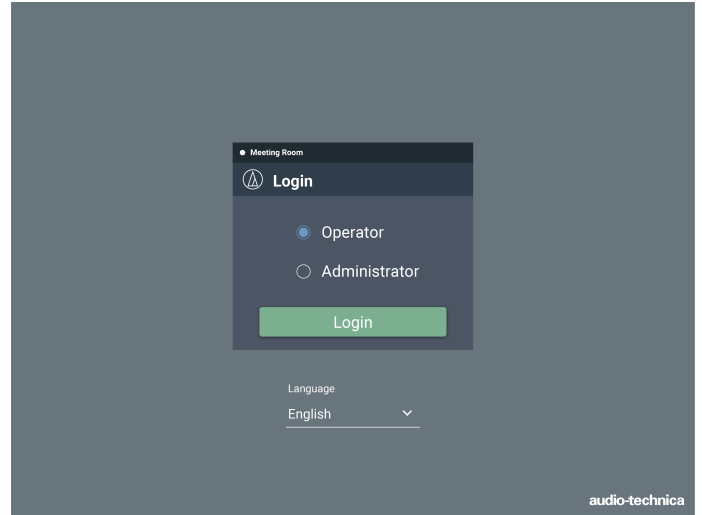 Meeting Room
Login
Operator
Administrator
Login
Language
English
audio-technica